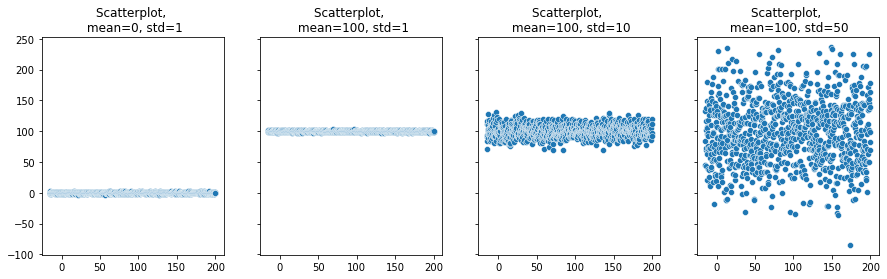 Scatterplot,
mean=0, std=1
Scatterplot,
mean=100, std=1
Scatterplot,
mean=100, std=10
Scatterplot,
mean=100, std=50
250
200
150
100
50
0
−50
−100
0 50 100 150 200
0 50 100 150 200
0 50 100 150 200
0 50 100 150 200